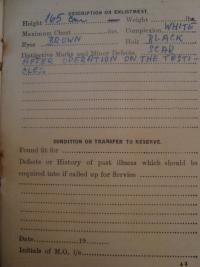 DESCRIPTION ON ENLISTMENT.
Height 165 Cm. Weight lbs.
Maximum Chest ins. Complexion WHITE
Eyes BROWN Hair BLACK
Distinctive Marks and Minor Defects. SCAR
AFTER OPERATION ON THE TESTI-
CLE.
CONDITION ON TRANSFER TO RESERVE.
Found fit for
Defects or History of past illness which should be
enquired into if called up for Service
Date 19
Initials of M.O. i/c